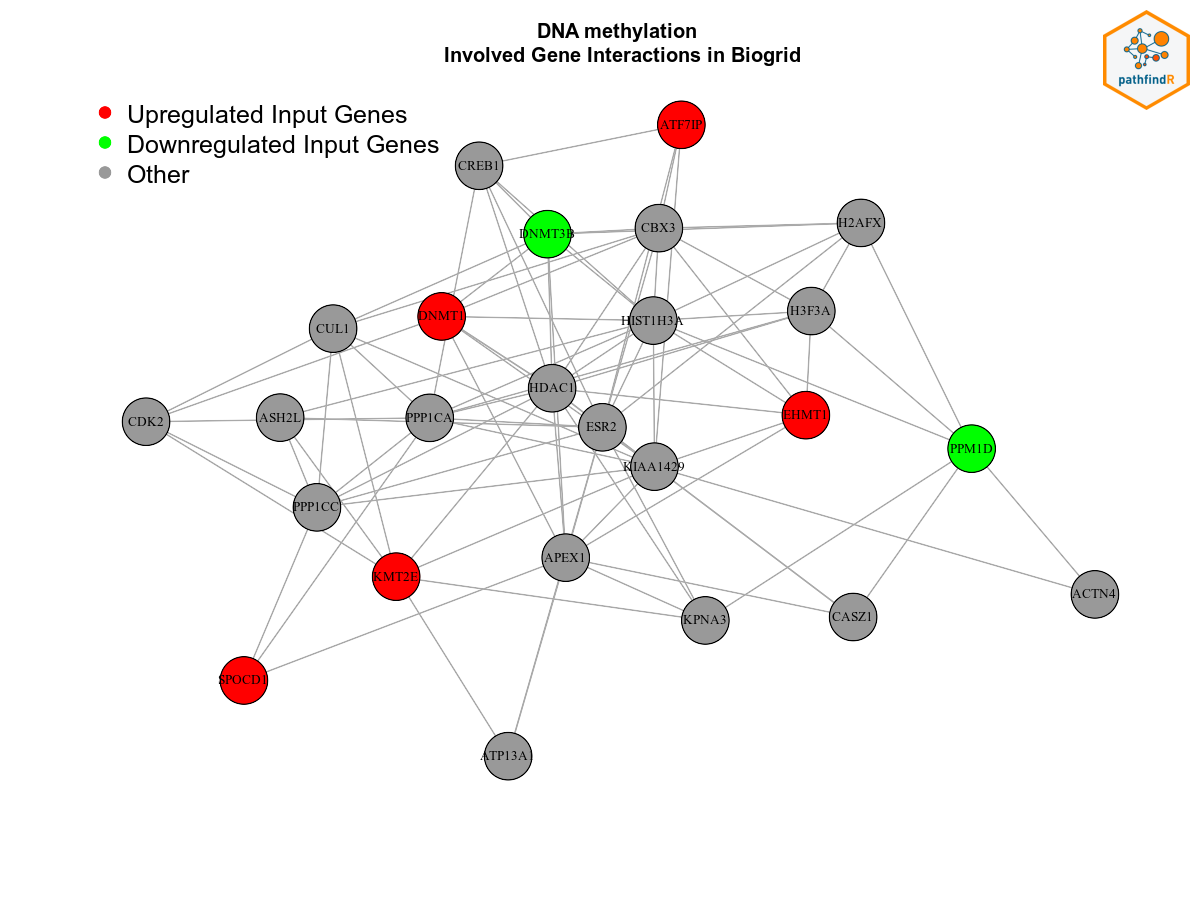 DNA methylation
Involved Gene Interactions in Biogrid
pathfindR
Upregulated Input Genes
Downregulated Input Genes
Other
ATF7IP
CREB1
DNMT3B
CBX3
H2AFX
DNMT1
CUL1
HIST1H3A
H3F3A
HDAC1
CDK2
ASH2L
PPP1CA
ESR2
EHMT1
PPM1D
KIAA1429
PPP1CC
APEX1
KMT2E
ACTN4
KPNA3
CASZ1
SPOCD1
ATP13A1